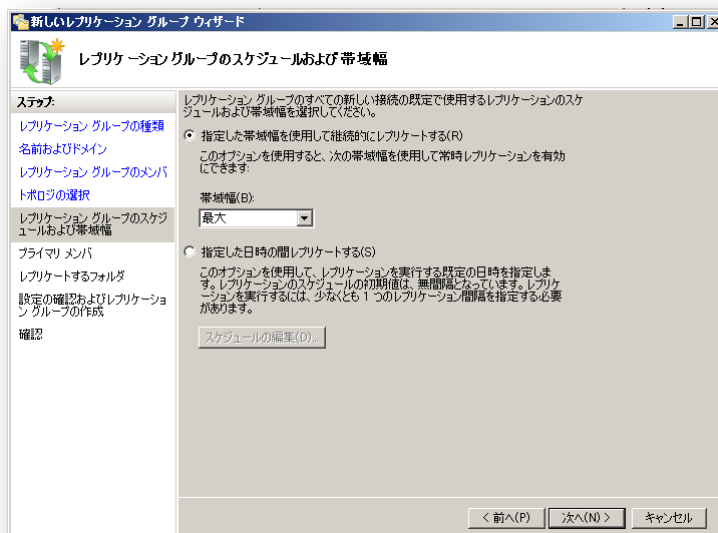 新しいレプリケーション グループ ウィザード
レプリケーション グループのスケジュールおよび帯域幅
ステップ:
レプリケーション グループの種類
名前およびドメイン
レプリケーション グループのメンバ
トポロジの選択
レプリケーション グループのスケジ
ュールおよび帯域幅
プライマリ メンバ
レプリケートするフォルダ
設定の確認およびレプリケーショ
ン グループの作成
確認
レプリケーション グループのすべての新しい接続の既定で使用するレプリケーションのスケ
ジュールおよび帯域幅を選択してください。
指定した帯域幅を使用して継続的にレプリケートする(R)
このオプションを使用すると、次の帯域幅を使用して常時レプリケーションを有効
にできます:
帯域幅(B):
最大
指定した日時の間レプリケートする(S)
このオプションを使用して、レプリケーションを実行する既定の日時を指定しま
す。レプリケーションのスケジュールの初期値は、無間隔となっています。レプリケ
ーションを実行するには、少なくとも 1 つのレプリケーション間隔を指定する必要
があります。
スケジュールの編集(D)...
< 前へ(P)
次へ(N) >
キャンセル